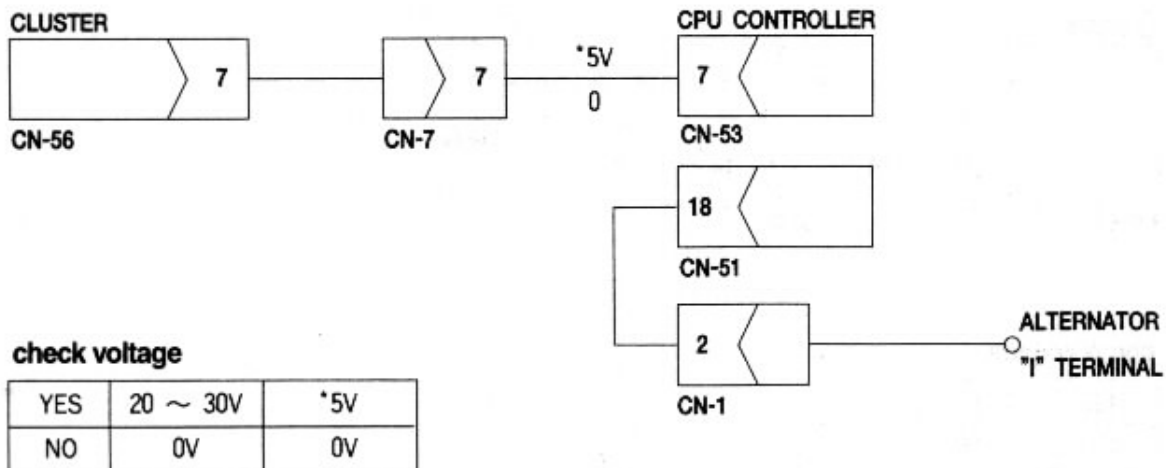 CLUSTER
CPU CONTROLLER
7
7
*5V
0
7
CN-56
CN-7
CN-53
18
CN-51
2
ALTERNATOR
"I" TERMINAL
CN-1
check voltage
YES 20 ~ 30V *5V
NO 0V 0V